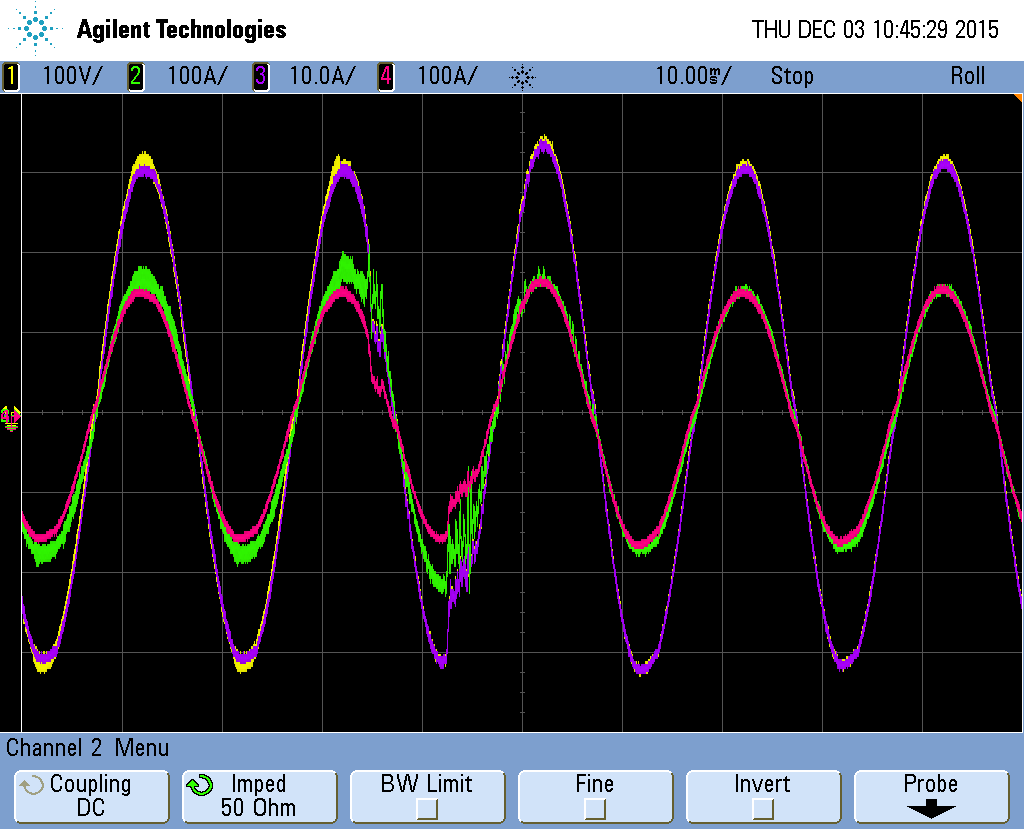 Agilent Technologies THU DEC 03 10:45:29 2015
1 100V/ 2 100A/ 3 10.0A/ 4 100A/ 10.00ms/ Stop Roll
Channel 2 Menu
Coupling Imped BW Limit Fine Invert Probe
DC 50 Ohm